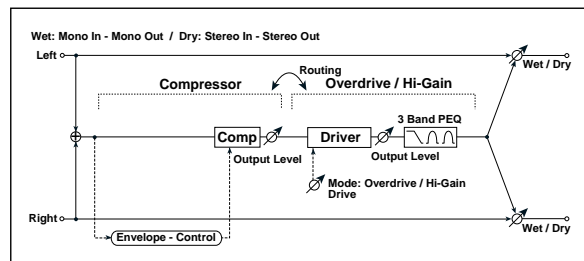 Wet: Mono In - Mono Out / Dry: Stereo In - Stereo Out
Left
Wet / Dry
Routing
Compressor
Overdrive / Hi-Gain
3 Band PEQ
Comp
Driver
Output Level
Output Level
Mode: Overdrive / Hi-Gain
Drive
Right
Wet / Dry
Envelope - Control